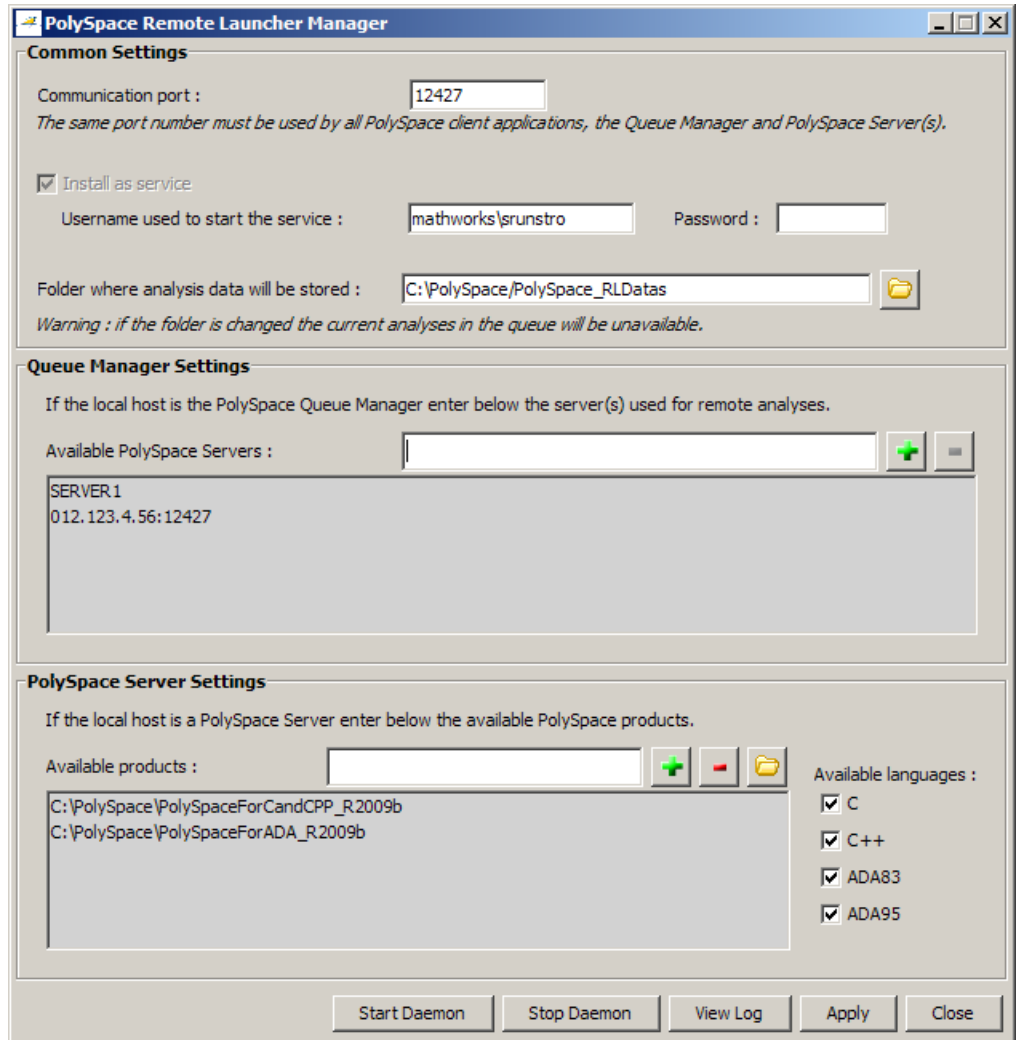 PolySpace Remote Launcher Manager
Common Settings
Communication port : 12427
The same port number must be used by all PolySpace client applications, the Queue Manager and PolySpace Server(s).
Install as service
Username used to start the service : mathworks\srunstro Password :
Folder where analysis data will be stored : C:\PolySpace/PolySpace_RLDatas
Warning : if the folder is changed the current analyses in the queue will be unavailable.
Queue Manager Settings
If the local host is the PolySpace Queue Manager enter below the server(s) used for remote analyses.
Available PolySpace Servers :
SERVER1
012.123.4.56:12427
PolySpace Server Settings
If the local host is a PolySpace Server enter below the available PolySpace products.
Available products :
Available languages :
C:\PolySpace\PolySpaceForCandCPP_R2009b
C:\PolySpace\PolySpaceForADA_R2009b
C
C++
ADA83
ADA95
Start Daemon Stop Daemon View Log Apply Close